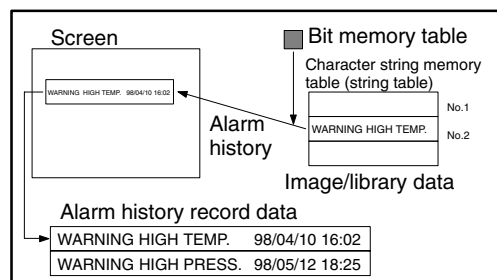 Screen
Bit memory table
Character string memory
table (string table)
WARNING HIGH TEMP. 98/04/10 16:02
No.1
WARNING HIGH TEMP.
No.2
Alarm
history
Image/library data
Alarm history record data
WARNING HIGH TEMP. 98/04/10 16:02
WARNING HIGH PRESS. 98/05/12 18:25